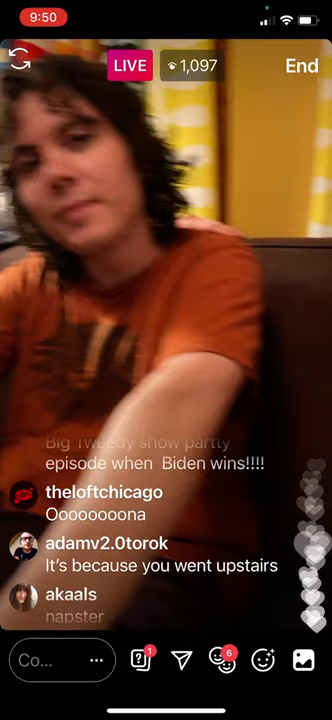 9:50
LIVE
1,097
End
Big Tweedy show partty
episode when  Biden wins!!!!
theloftchicago
Ooooooooona
adamv2.0torok
It's because you went upstairs
akaals
napster
Co...
1
6